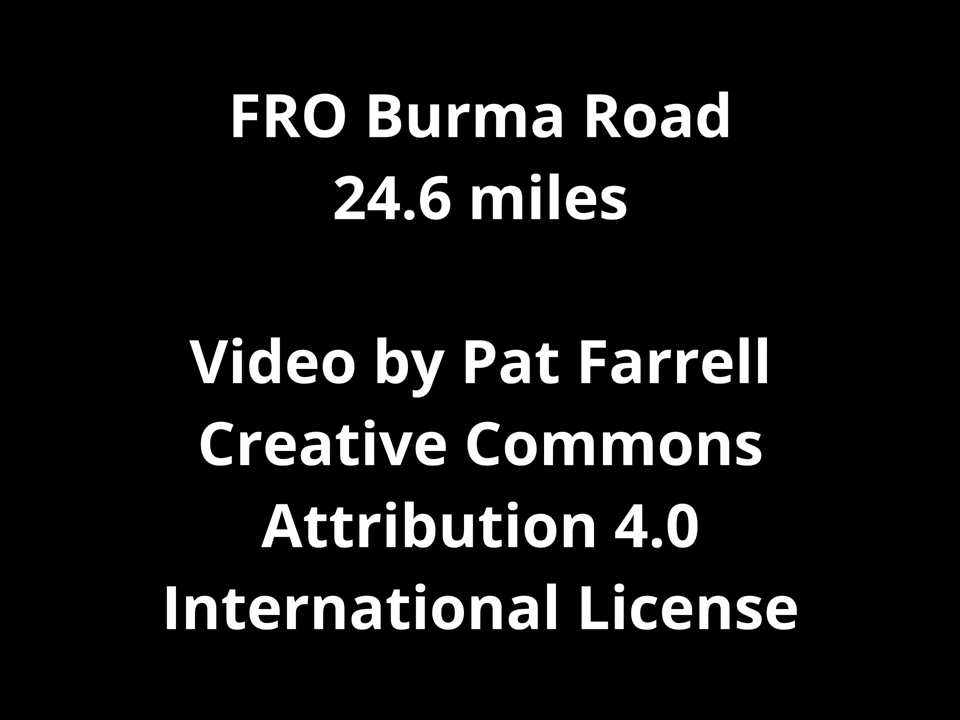 FRO Burma Road
24.6 miles
Video by Pat Farrell
Creative Commons
Attribution 4.0
International License